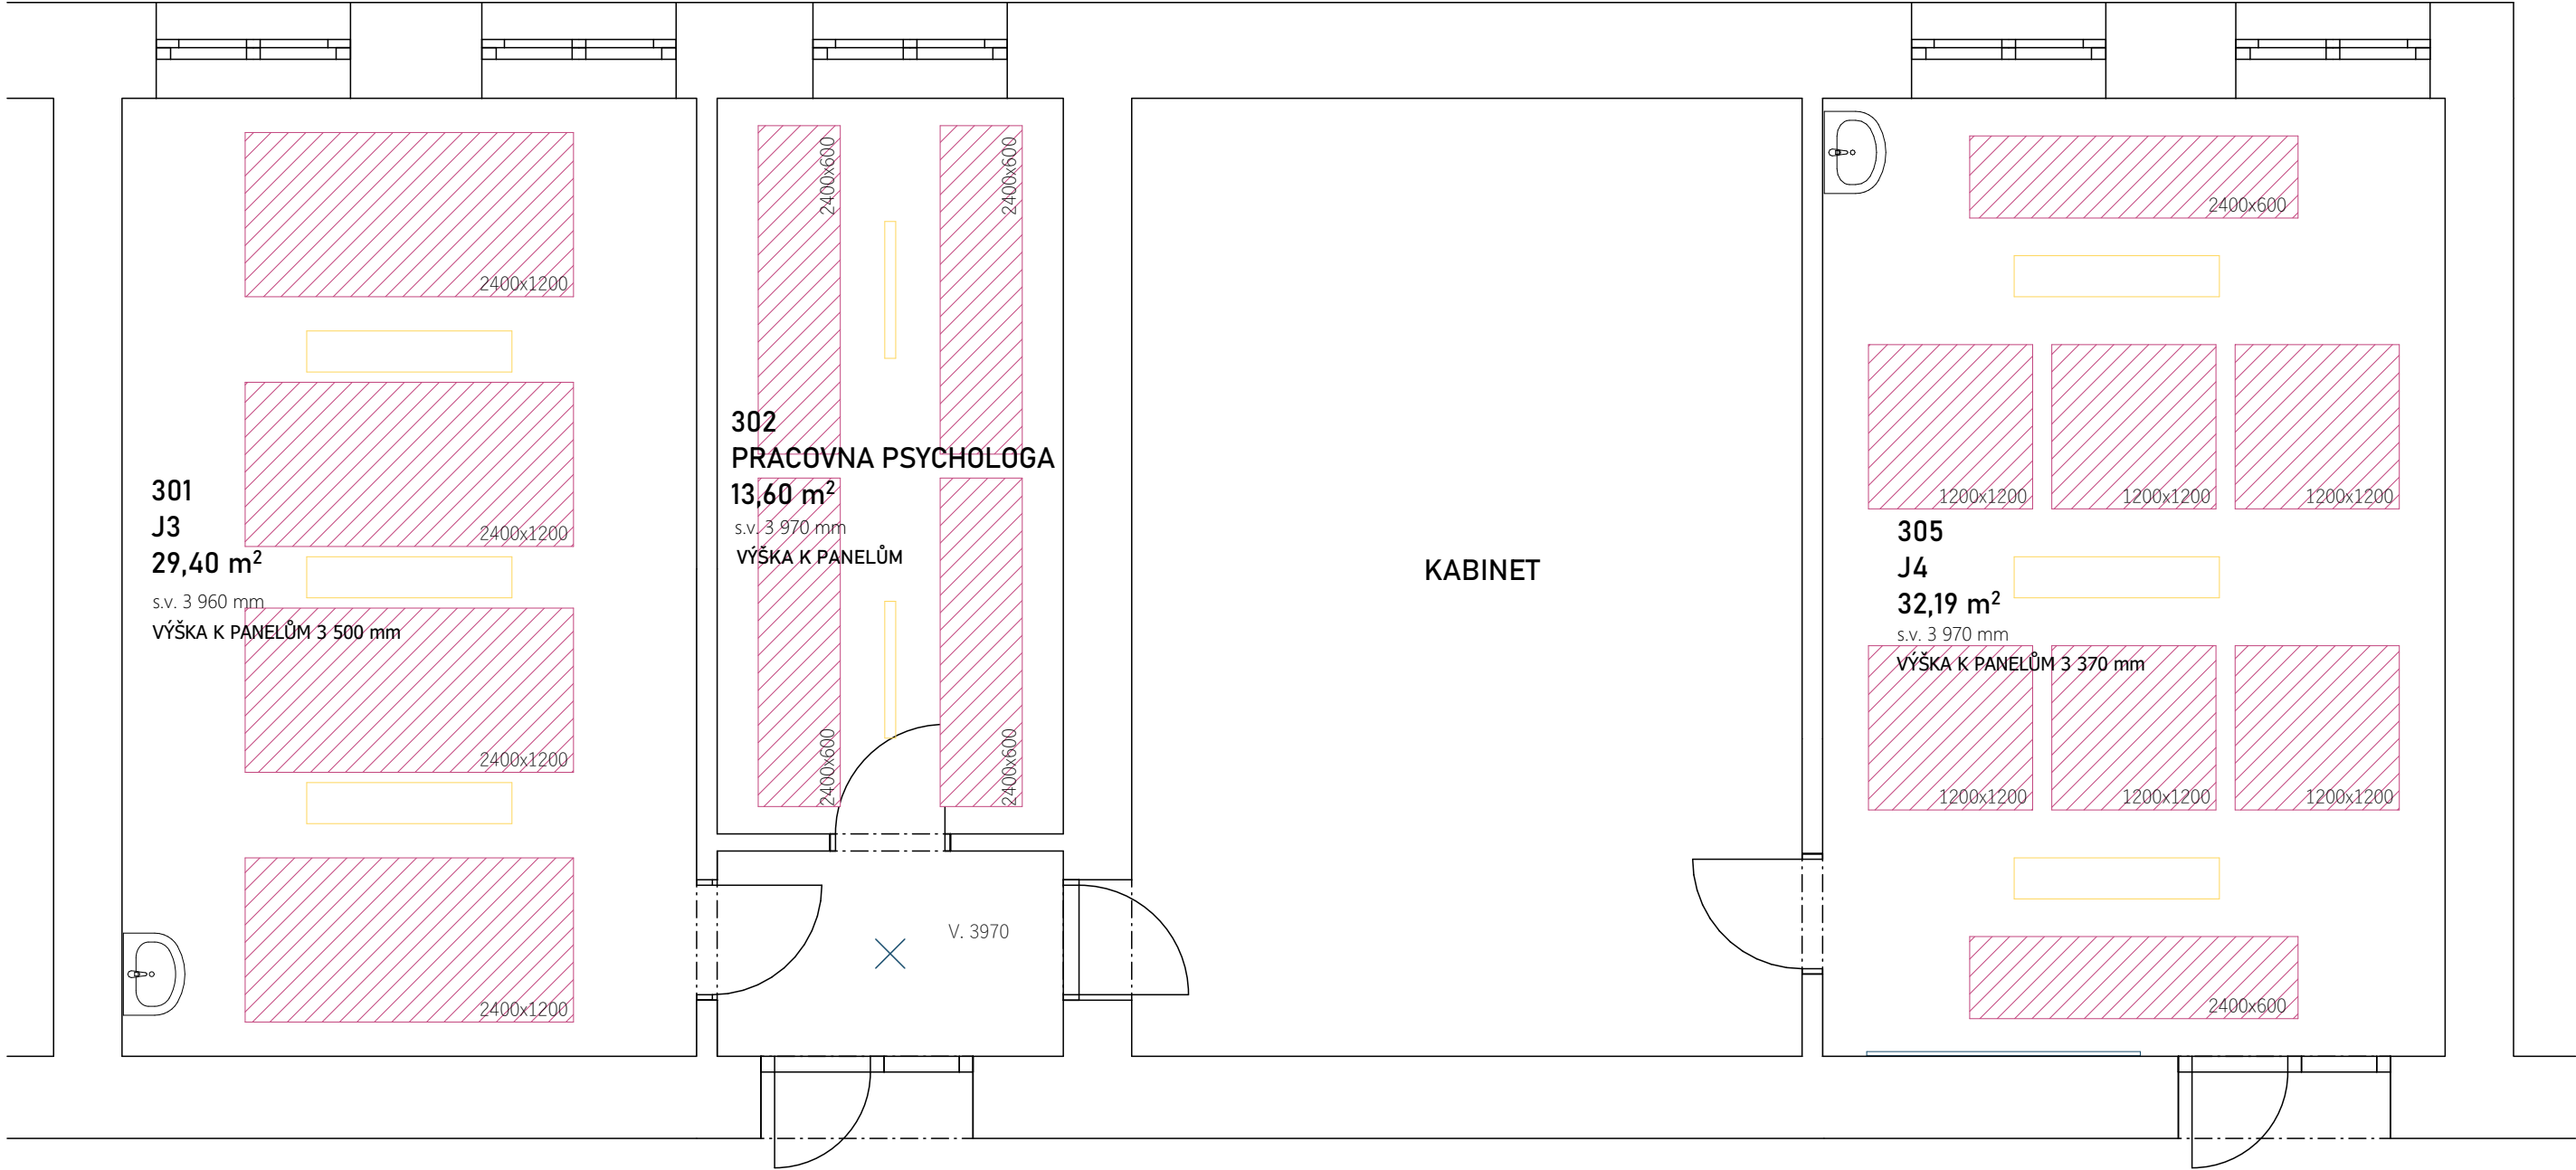 2400x1200
2400x1200
301
J3
29,40 m²
s.v. 3 960 mm
VÝŠKA K PANELŮM 3 500 mm
2400x1200
2400x1200
2400x600
2400x600
302
PRACOVNA PSYCHOLOGA
13,60 m²
s.v. 3 970 mm
VÝŠKA K PANELŮM
2400x600
2400x600
V. 3970
KABINET
2400x600
1200x1200
1200x1200
1200x1200
305
J4
32,19 m²
s.v. 3 970 mm
VÝŠKA K PANELŮM 3 370 mm
1200x1200
1200x1200
1200x1200
2400x600